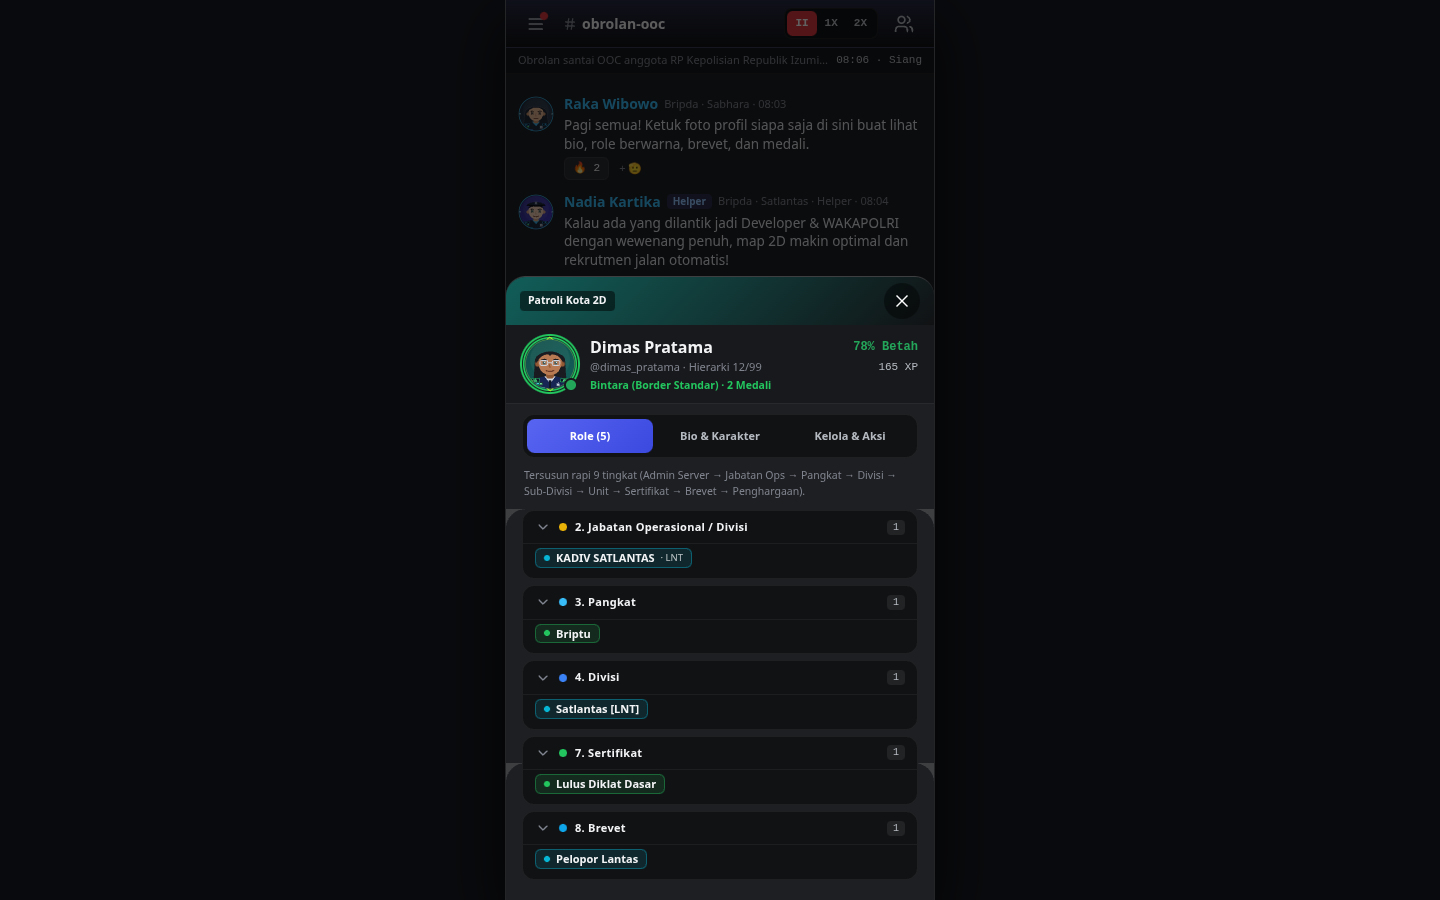 # obrolan-ooc
II 1X 2X
Obrolan santai OOC anggota RP Kepolisian Republik Izumi... 08:06 · Siang
Raka Wibowo Bripda · Sabhara · 08:03
Pagi semua! Ketuk foto profil siapa saja di sini buat lihat
bio, role berwarna, brevet, dan medali.
🔥 2 +🫡
Nadia Kartika Helper Bripda · Satlantas · Helper · 08:04
Kalau ada yang dilantik jadi Developer & WAKAPOLRI
dengan wewenang penuh, map 2D makin optimal dan
rekrutmen jalan otomatis!
Patroli Kota 2D
Dimas Pratama 78% Betah
@dimas_pratama · Hierarki 12/99 165 XP
Bintara (Border Standar) · 2 Medali
Role (5) Bio & Karakter Kelola & Aksi
Tersusun rapi 9 tingkat (Admin Server → Jabatan Ops → Pangkat → Divisi →
Sub-Divisi → Unit → Sertifikat → Brevet → Penghargaan).
2. Jabatan Operasional / Divisi 1
KADIV SATLANTAS · LNT
3. Pangkat 1
Briptu
4. Divisi 1
Satlantas [LNT]
7. Sertifikat 1
Lulus Diklat Dasar
8. Brevet 1
Pelopor Lantas